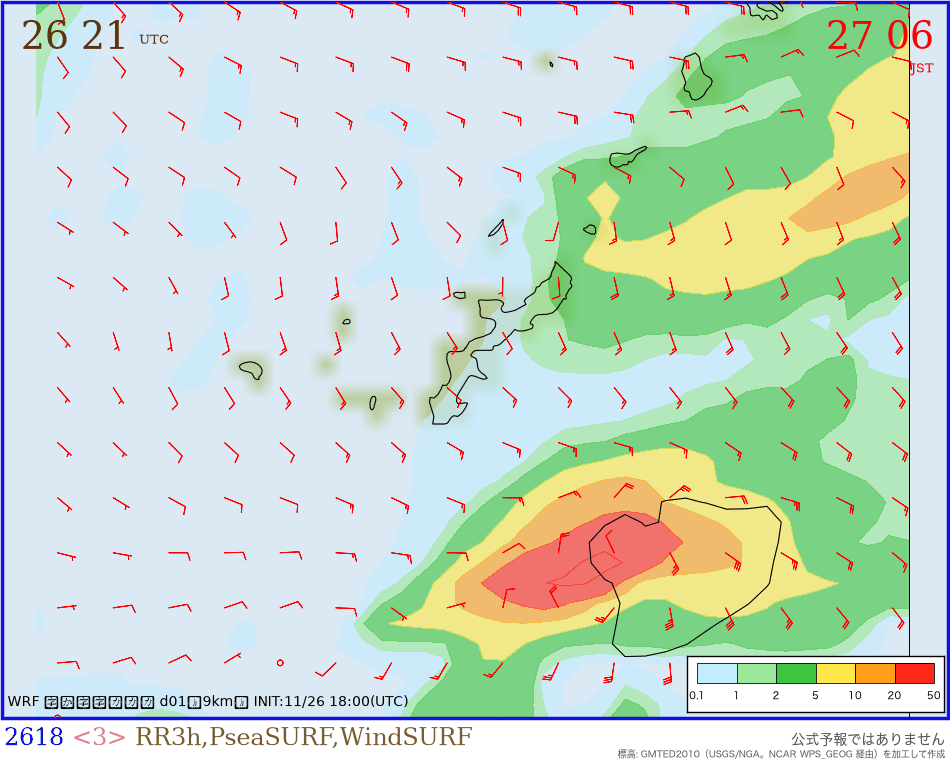 26 21 UTC
27 06
JST
0.1 1 2 5 10 20 50
WRF d01 9km INIT:11/26 18:00(UTC)
2618 <3> RR3h,PseaSURF,WindSURF
公式予報ではありません
標高: GMTED2010（USGS/NGA。NCAR WPS_GEOG 経由）を加工して作成